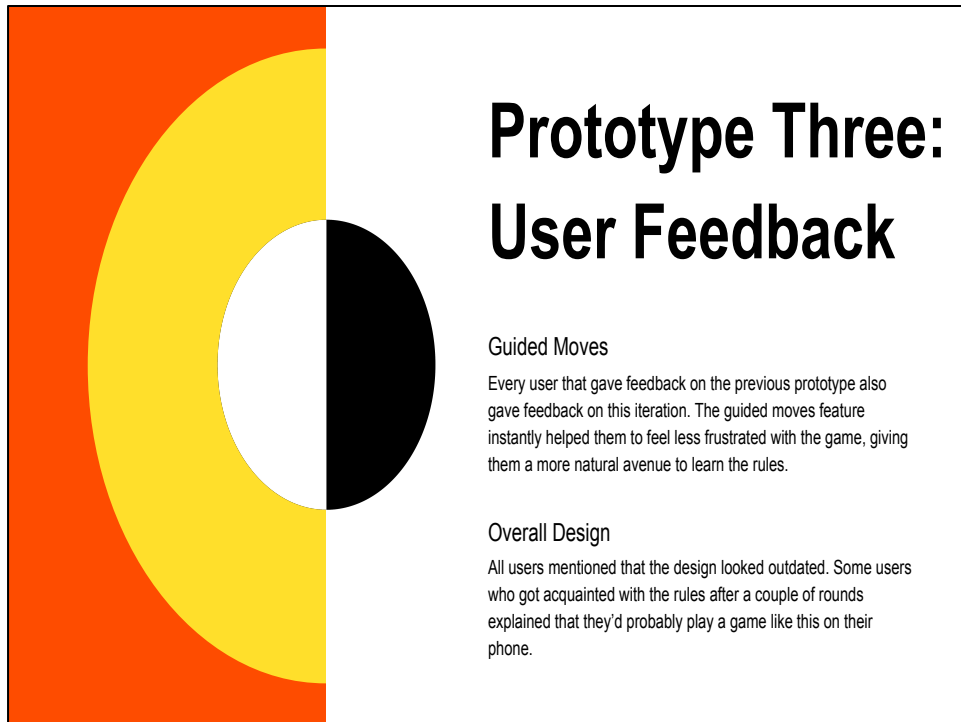 Prototype Three:
User Feedback
Guided Moves
Every user that gave feedback on the previous prototype also
gave feedback on this iteration. The guided moves feature
instantly helped them to feel less frustrated with the game, giving
them a more natural avenue to learn the rules.
Overall Design
All users mentioned that the design looked outdated. Some users
who got acquainted with the rules after a couple of rounds
explained that they’d probably play a game like this on their
phone.